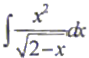 ∫ x² / √(2−x) dx